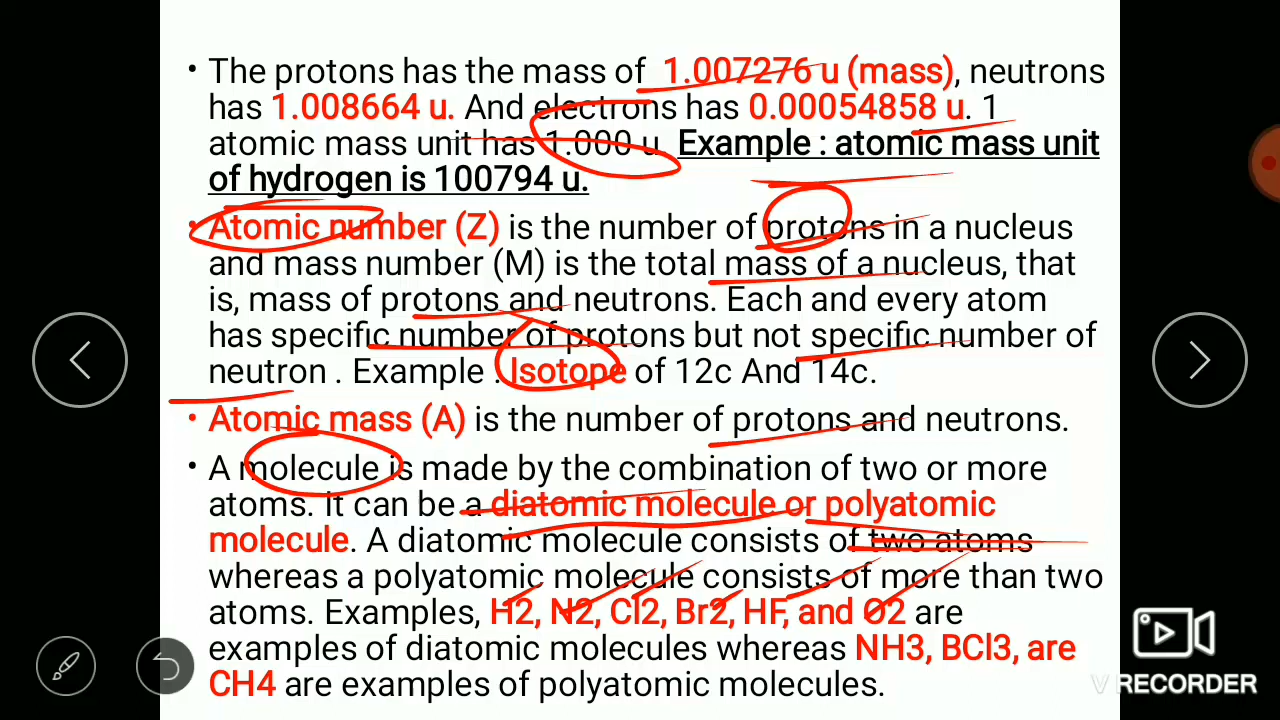 • The protons has the mass of 1.007276 u (mass), neutrons
has 1.008664 u. And electrons has 0.00054858 u. 1
atomic mass unit has 1.000 u Example : atomic mass unit
of hydrogen is 100794 u.
• Atomic number (Z) is the number of protons in a nucleus
and mass number (M) is the total mass of a nucleus, that
is, mass of protons and neutrons. Each and every atom
has specific number of protons but not specific number of
neutron . Example : Isotope of 12c And 14c.
• Atomic mass (A) is the number of protons and neutrons.
• A molecule is made by the combination of two or more
atoms. It can be a diatomic molecule or polyatomic
molecule. A diatomic molecule consists of two atoms
whereas a polyatomic molecule consists of more than two
atoms. Examples, H2, N2, Cl2, Br2, HF, and O2 are
examples of diatomic molecules whereas NH3, BCl3, are
CH4 are examples of polyatomic molecules.
V RECORDER